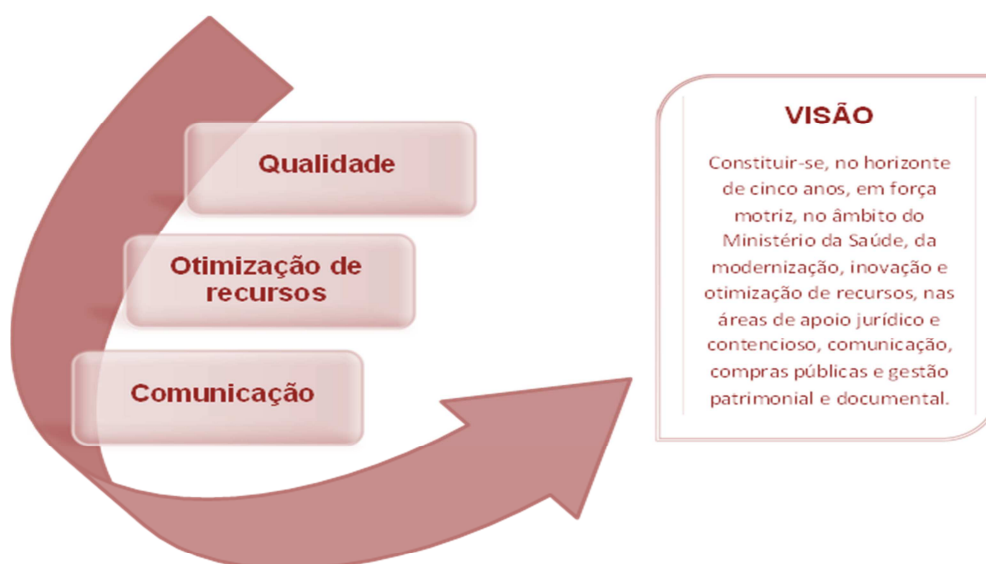 Qualidade
Otimização de
recursos
Comunicação
VISÃO
Constituir-se, no horizonte
de cinco anos, em força
motriz, no âmbito do
Ministério da Saúde, da
modernização, inovação e
otimização de recursos, nas
áreas de apoio jurídico e
contencioso, comunicação,
compras públicas e gestão
patrimonial e documental.